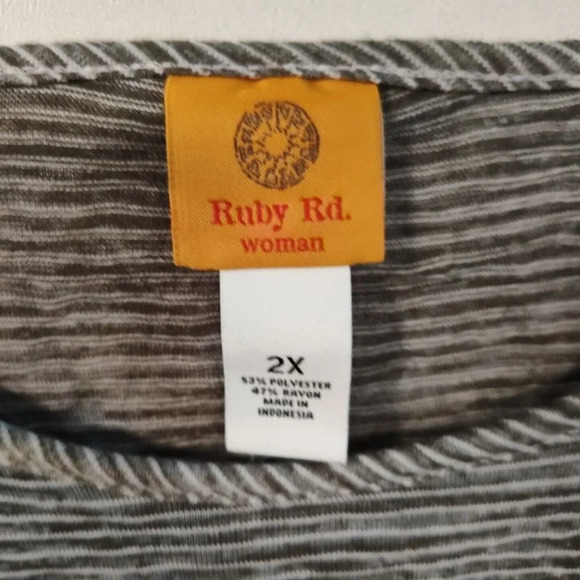 Ruby Rd.
woman
2X
53% POLYESTER
47% RAYON
MADE IN
INDONESIA